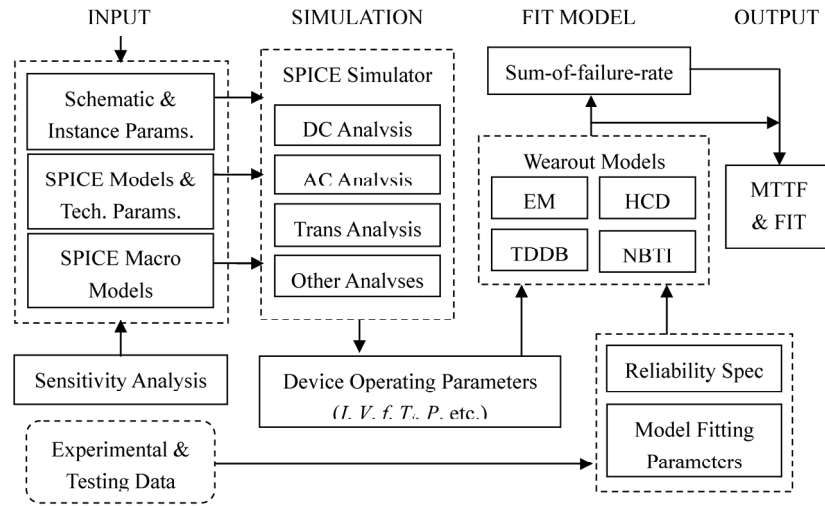 INPUT
SIMULATION
FIT MODEL
OUTPUT
Schematic &
Instance Params.
SPICE Models &
Tech. Params.
SPICE Macro
Models
Sensitivity Analysis
Experimental &
Testing Data
SPICE Simulator
DC Analysis
AC Analysis
Trans Analysis
Other Analyses
Device Operating Parameters
(I, V, f, Tj, P, etc.)
Sum-of-failure-rate
Wearout Models
EM
HCD
TDDB
NBTI
Reliability Spec
Model Fitting
Parameters
MTTF
& FIT